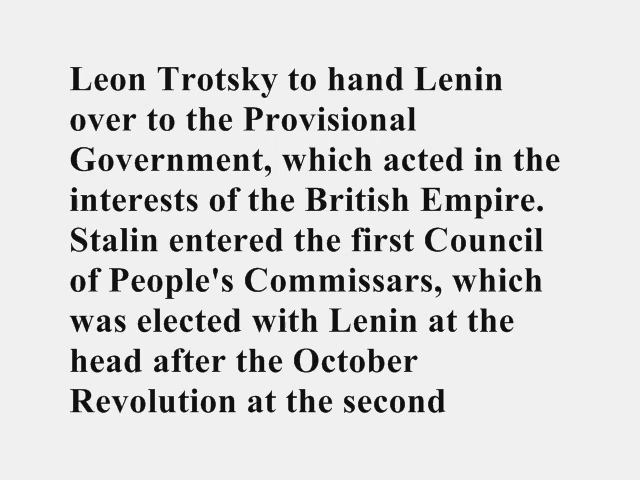 Leon Trotsky to hand Lenin
over to the Provisional
Government, which acted in the
interests of the British Empire.
Stalin entered the first Council
of People's Commissars, which
was elected with Lenin at the
head after the October
Revolution at the second